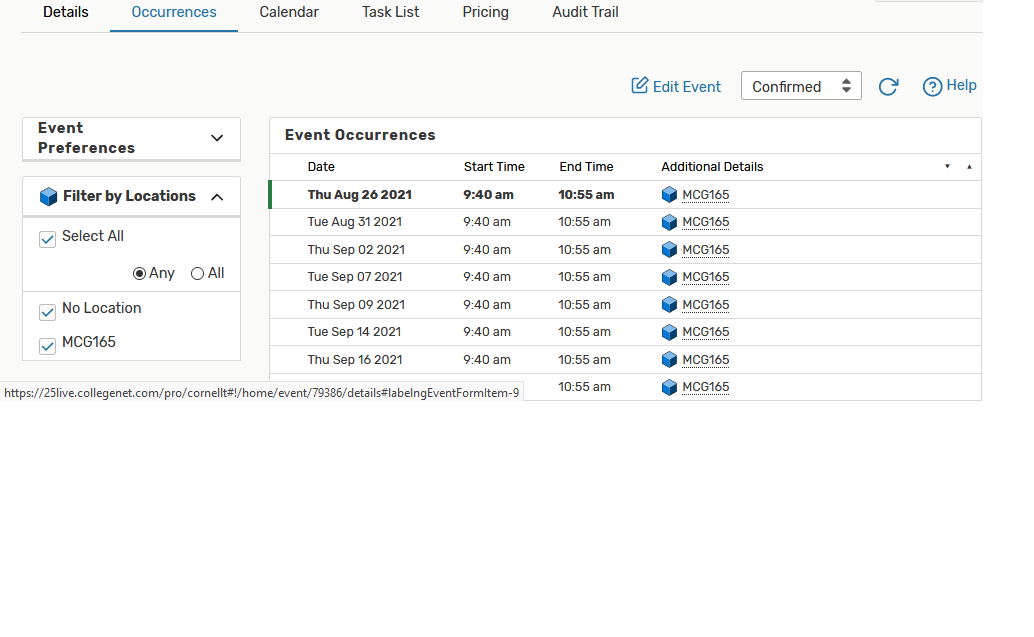 Details Occurrences Calendar Task List Pricing Audit Trail
Edit Event Confirmed Help
Event
Preferences
Filter by Locations
Select All
Any All
No Location
MCG165
Event Occurrences
Date Start Time End Time Additional Details
Thu Aug 26 2021 9:40 am 10:55 am MCG165
Tue Aug 31 2021 9:40 am 10:55 am MCG165
Thu Sep 02 2021 9:40 am 10:55 am MCG165
Tue Sep 07 2021 9:40 am 10:55 am MCG165
Thu Sep 09 2021 9:40 am 10:55 am MCG165
Tue Sep 14 2021 9:40 am 10:55 am MCG165
Thu Sep 16 2021 9:40 am 10:55 am MCG165
10:55 am MCG165
https://25live.collegenet.com/pro/cornellt#!/home/event/79386/details#labelngEventFormItem-9